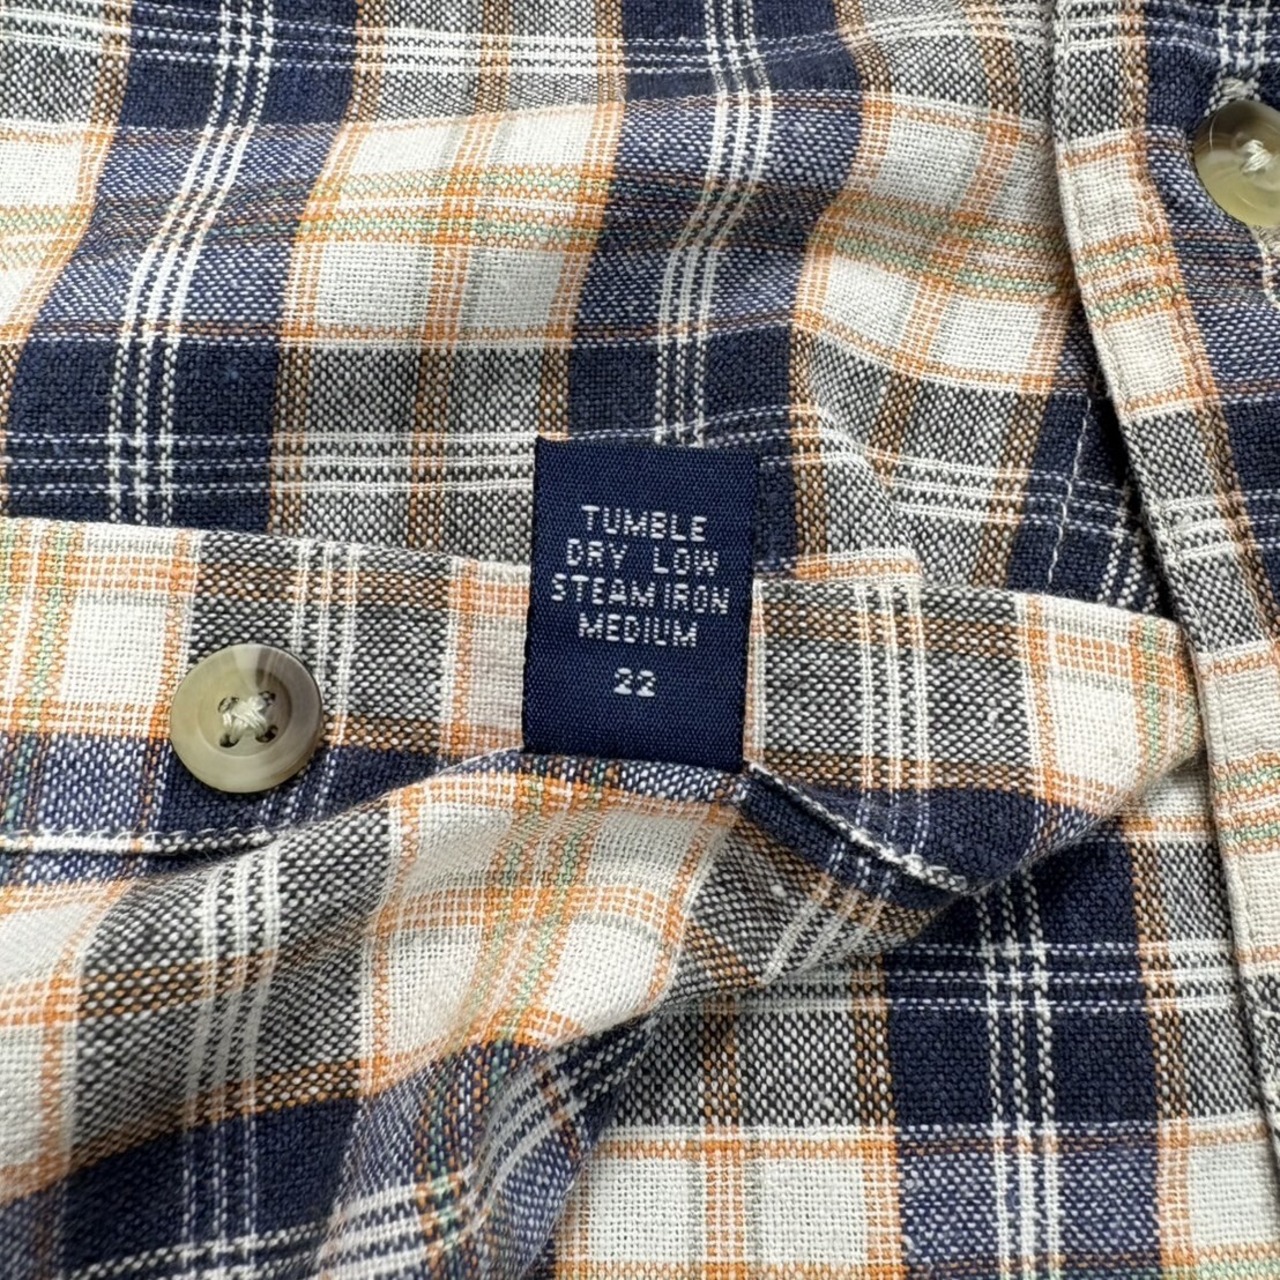 TUMBLE
DRY LOW
STEAM IRON
MEDIUM
22